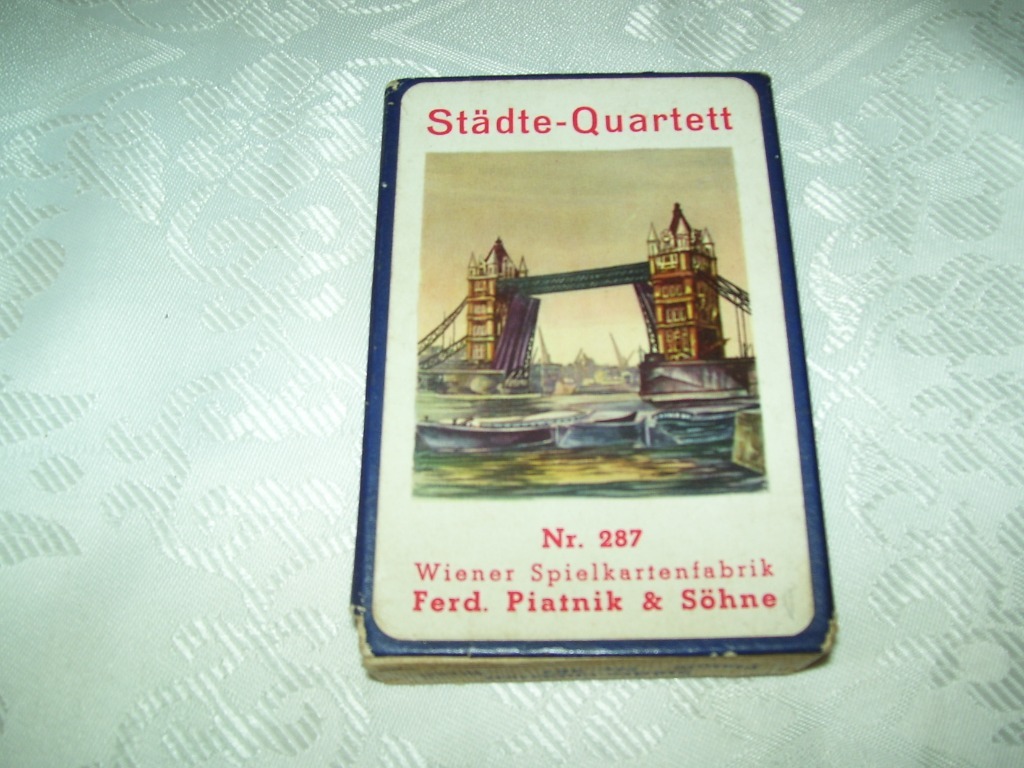 Städte-Quartett
Nr. 287
Wiener Spielkartenfabrik
Ferd. Piatnik & Söhne